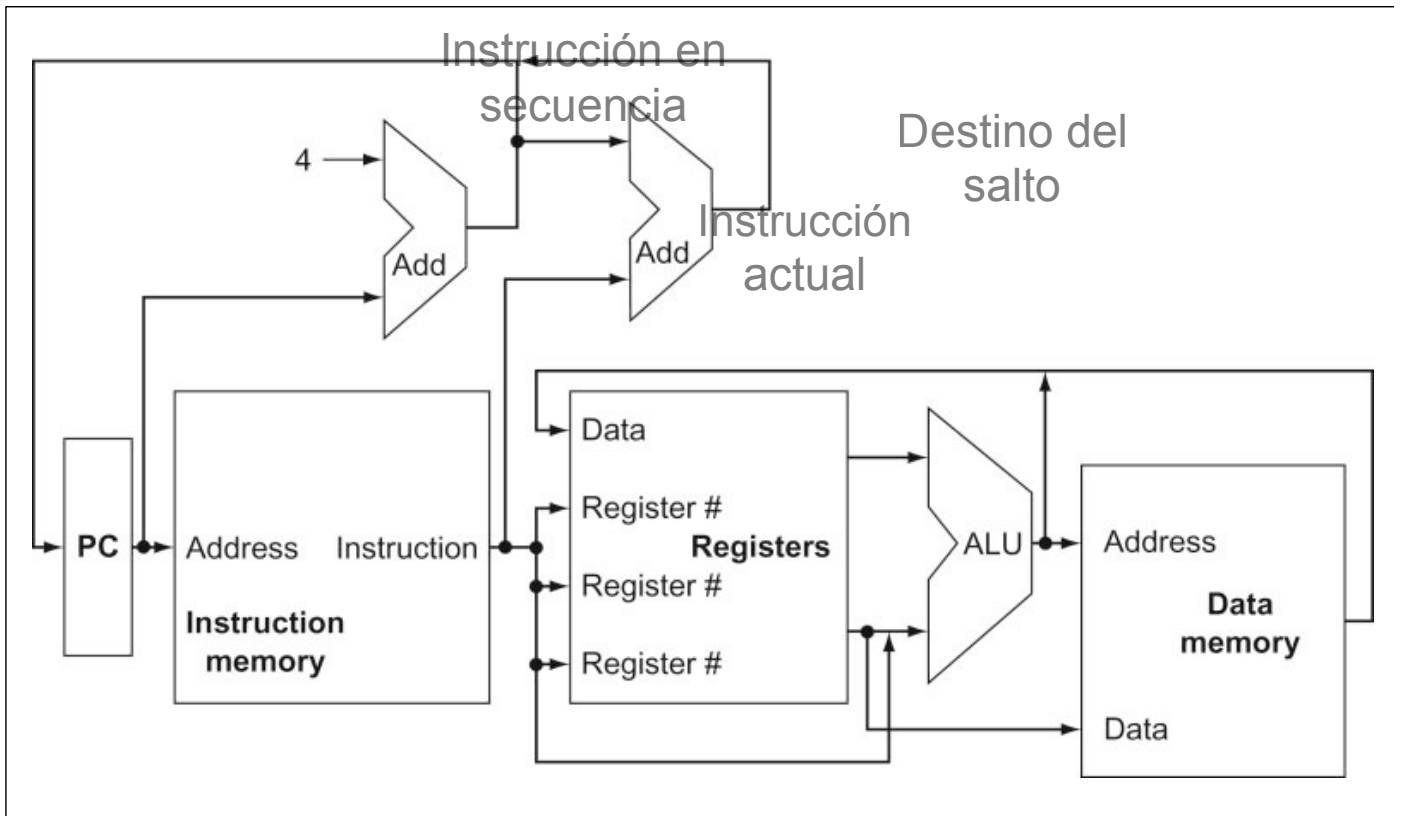 Instrucción en
secuencia
Destino del
salto
4
Add
Instrucción
actual
Add
Data
Register #
Register #
Register #
Registers
PC
Address
Instruction
Instruction
memory
ALU
Address
Data
memory
Data